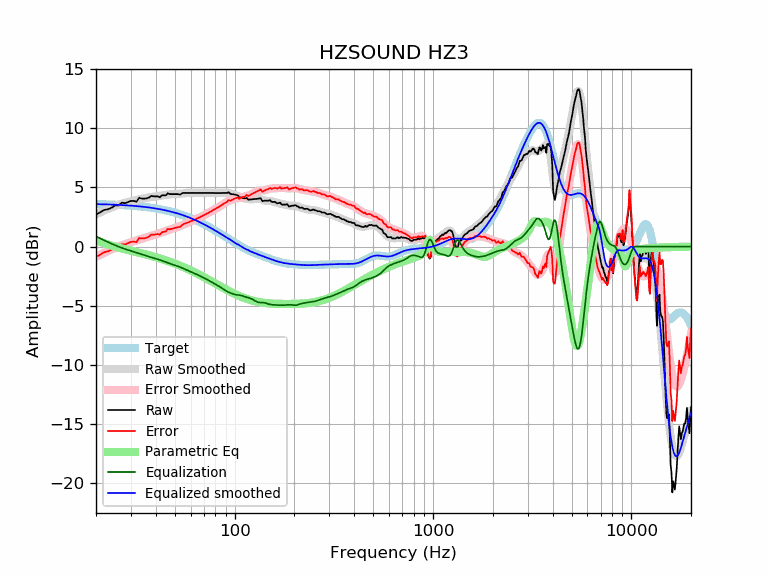 HZSOUND HZ3
15
10
5
0
−5
−10
−15
−20
Amplitude (dBr)
Target
Raw Smoothed
Error Smoothed
Raw
Error
Parametric Eq
Equalization
Equalized smoothed
100
1000
10000
Frequency (Hz)